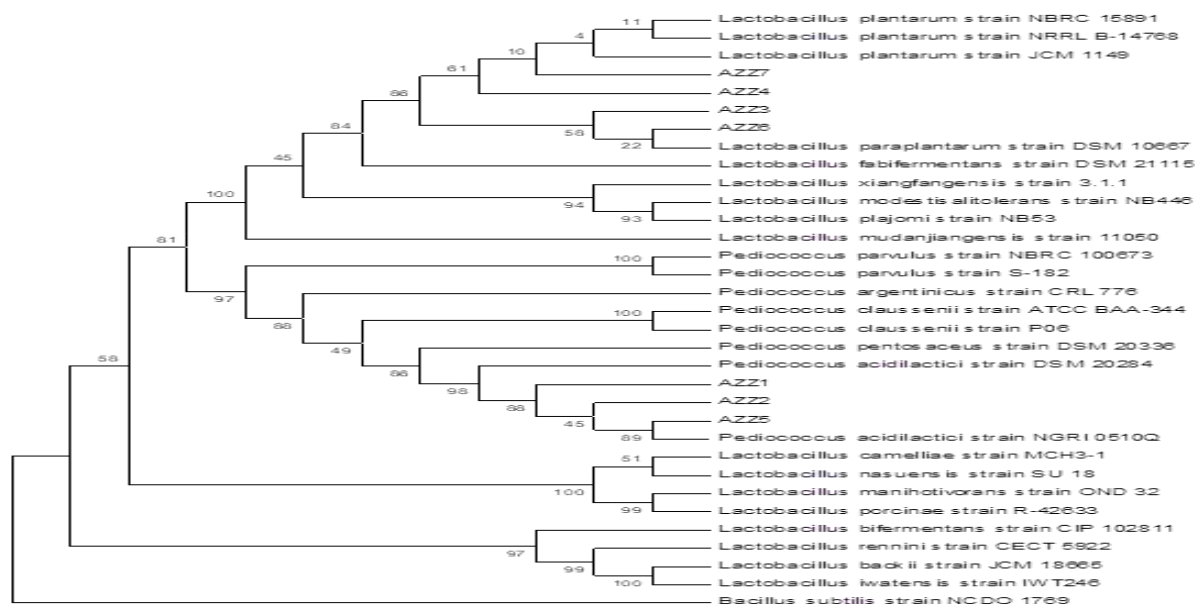 11
Lactobacillus plantarum strain NBRC 15891
4
Lactobacillus plantarum strain NRRL B-14768
10
Lactobacillus plantarum strain JCM 1149
61
AZZ7
86
AZZ4
AZZ3
84
58
AZZ6
22
Lactobacillus paraplantarum strain DSM 10667
45
Lactobacillus fabifermentans strain DSM 21115
Lactobacillus xiangfangensis strain 3.1.1
100
94
Lactobacillus modestisalitolerans strain NB446
93
Lactobacillus plajomi strain NB53
81
Lactobacillus mudanjiangensis strain 11050
100
Pediococcus parvulus strain NBRC 100673
Pediococcus parvulus strain S-182
97
Pediococcus argentinicus strain CRL 776
88
100
Pediococcus claussenii strain ATCC BAA-344
Pediococcus claussenii strain P06
49
Pediococcus pentosaceus strain DSM 20336
58
86
Pediococcus acidilactici strain DSM 20284
98
AZZ1
88
AZZ2
45
AZZ5
89
Pediococcus acidilactici strain NGRI 0510Q
51
Lactobacillus camelliae strain MCH3-1
Lactobacillus nasuensis strain SU 18
100
Lactobacillus manihotivorans strain OND 32
99
Lactobacillus porcinae strain R-42633
Lactobacillus bifermentans strain CIP 102811
97
Lactobacillus rennini strain CECT 5922
99
Lactobacillus backii strain JCM 18665
100
Lactobacillus iwatensis strain IWT246
Bacillus subtilis strain NCDO 1769